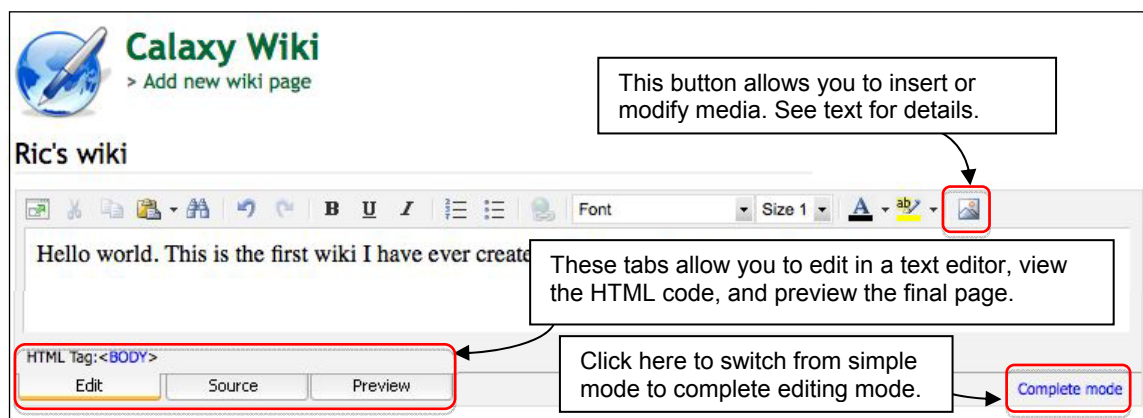 Calaxy Wiki
> Add new wiki page
This button allows you to insert or
modify media. See text for details.
Ric's wiki
B U I Font Size 1 A ab
Hello world. This is the first wiki I have ever create
These tabs allow you to edit in a text editor, view
the HTML code, and preview the final page.
HTML Tag:<BODY>
Edit Source Preview
Click here to switch from simple
mode to complete editing mode.
Complete mode